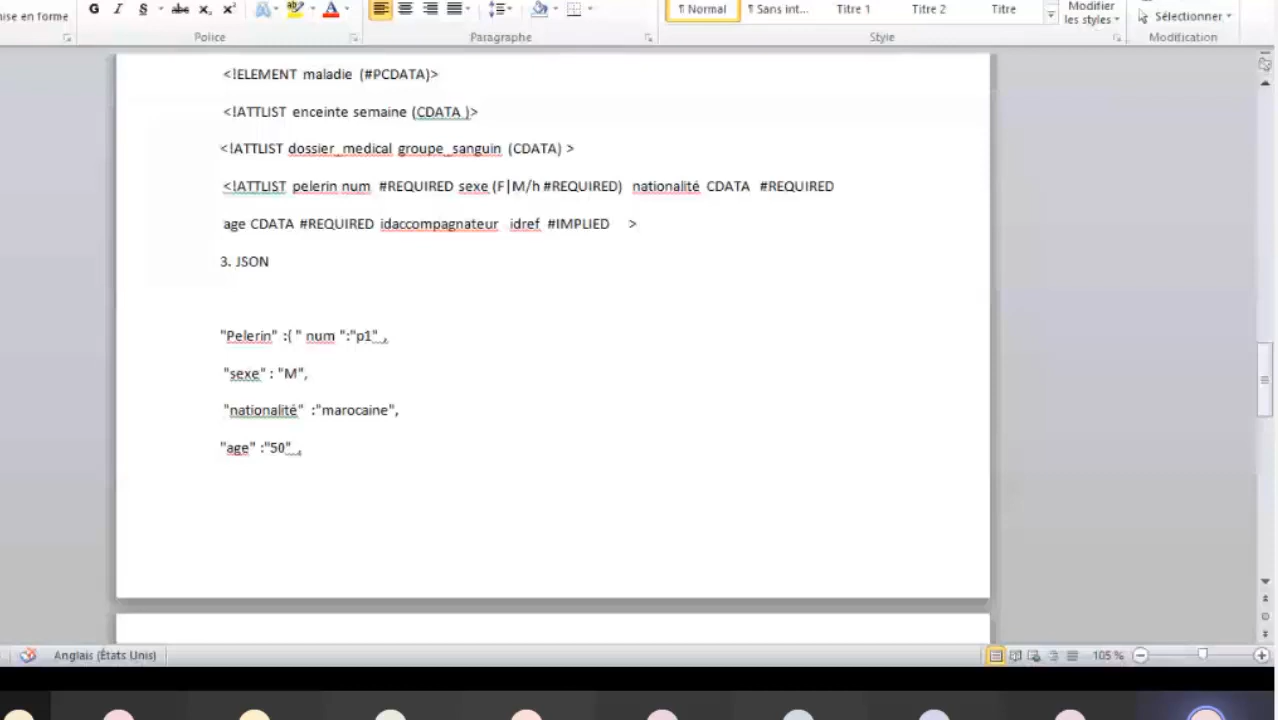 ise en forme
Police
Paragraphe
¶ Normal ¶ Sans int... Titre 1 Titre 2 Titre
Style
Modifier
les styles
Sélectionner
Modification
<!ELEMENT maladie (#PCDATA)>
<!ATTLIST enceinte semaine (CDATA )>
<!ATTLIST dossier_medical groupe_sanguin (CDATA) >
<!ATTLIST pelerin num #REQUIRED sexe (F|M/h #REQUIRED) nationalité CDATA #REQUIRED
age CDATA #REQUIRED idaccompagnateur idref #IMPLIED >
3. JSON
"Pelerin" :{ " num ":"p1" ,
"sexe" : "M",
"nationalité" :"marocaine",
"age" :"50" ,
Anglais (États Unis)
105 %